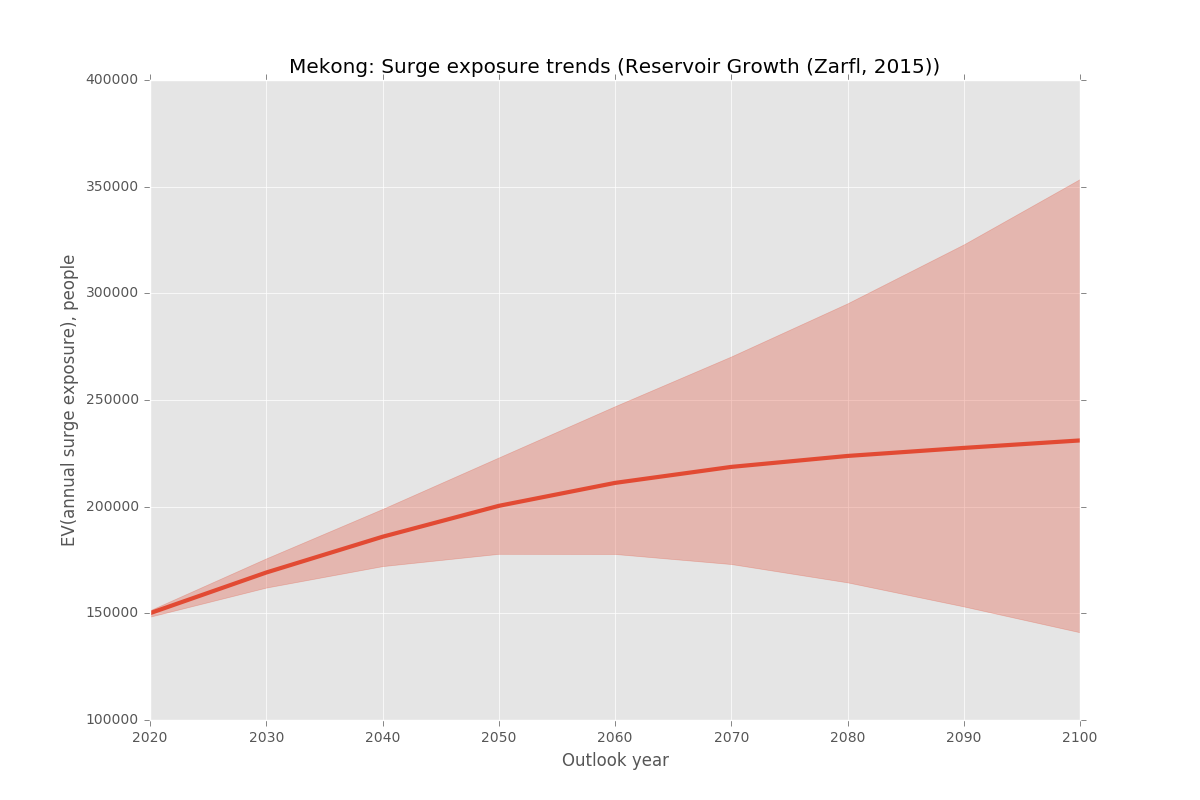 Mekong: Surge exposure trends (Reservoir Growth (Zarfl, 2015))
400000
350000
300000
250000
200000
150000
100000
EV(annual surge exposure), people
2020 2030 2040 2050 2060 2070 2080 2090 2100
Outlook year